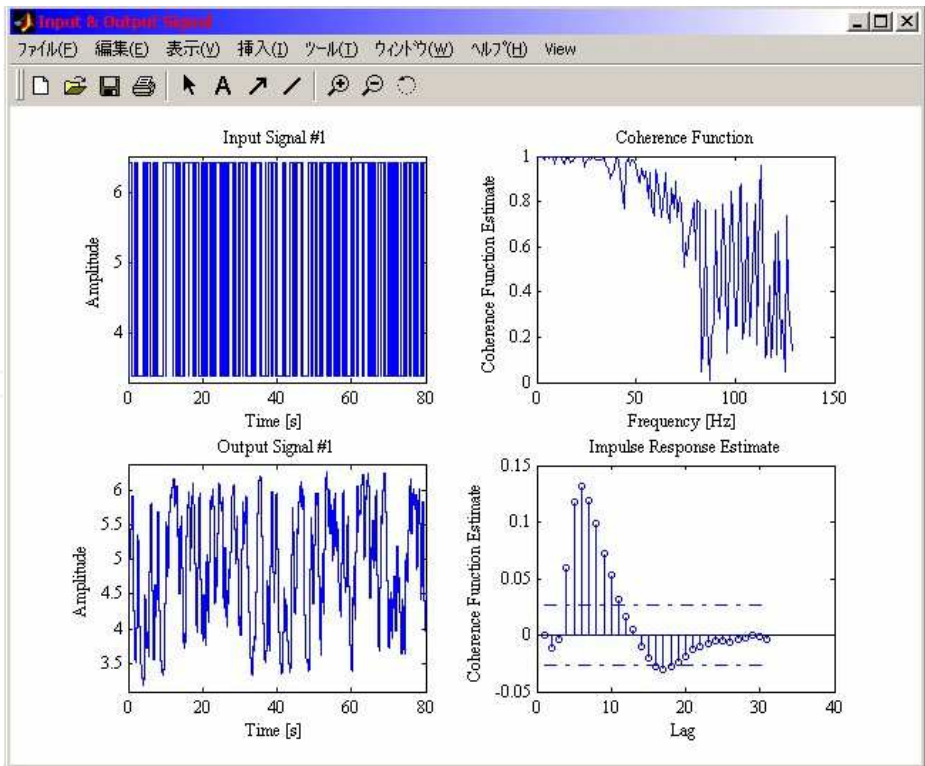 Input & Output Signal
ファイル(F) 編集(E) 表示(V) 挿入(I) ツール(T) ウィンドウ(W) ヘルプ(H) View
A
Input Signal #1
6
5
4
Amplitude
0 20 40 60 80
Time [s]
Coherence Function
1
0.8
0.6
0.4
0.2
0
Coherence Function Estimate
0 50 100 150
Frequency [Hz]
Output Signal #1
6
5.5
5
4.5
4
3.5
Amplitude
0 20 40 60 80
Time [s]
Impulse Response Estimate
0.15
0.1
0.05
0
-0.05
Coherence Function Estimate
0 10 20 30 40
Lag